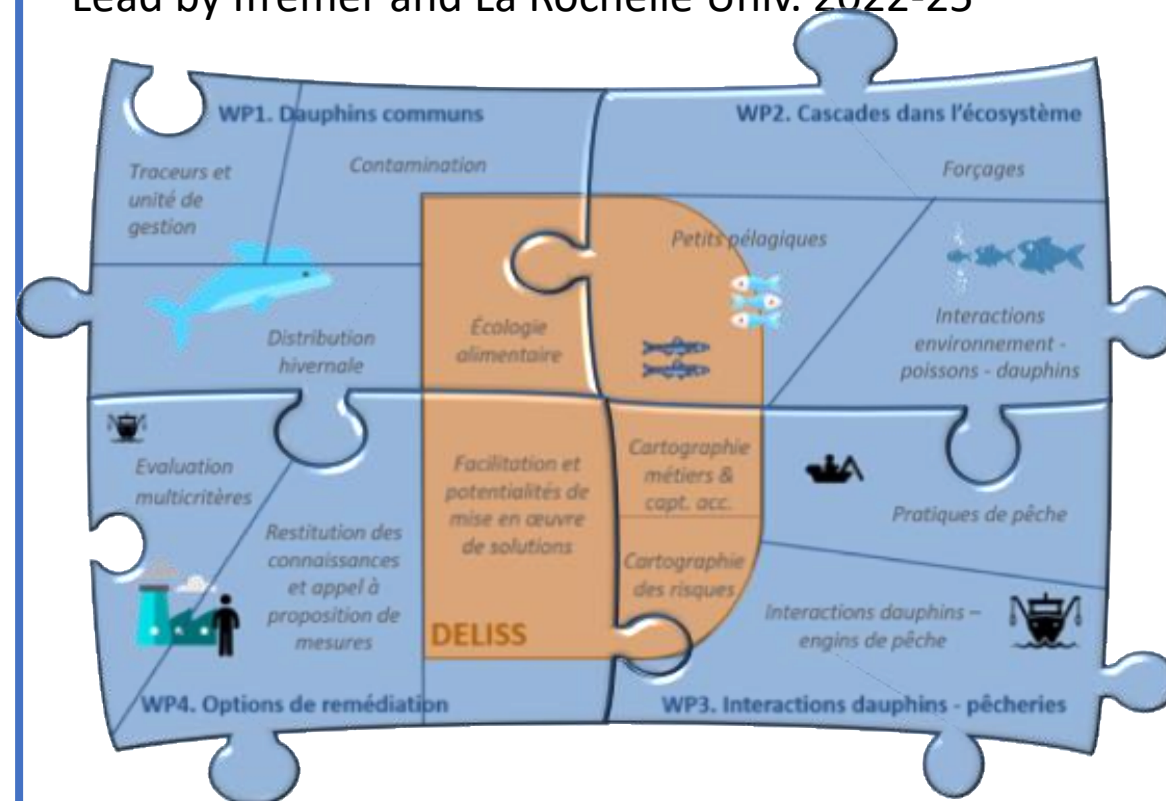 Lead by Ifremer and La Rochelle Univ. 2022-25
WP1. Dauphins communs
Traceurs et
unité de
gestion
Contamination
Distribution
hivernale
Écologie
alimentaire
WP2. Cascades dans l'écosystème
Forçages
Petits pélagiques
Interactions
environnement -
poissons - dauphins
Evaluation
multicritères
Restitution des
connaissances
et appel à
proposition de
mesures
Facilitation et
potentialités de
mise en œuvre
de solutions
DELISS
WP4. Options de remédiation
Cartographie
métiers &
capt. acc.
Cartographie
des risques
Pratiques de pêche
Interactions dauphins –
engins de pêche
WP3. Interactions dauphins - pêcheries